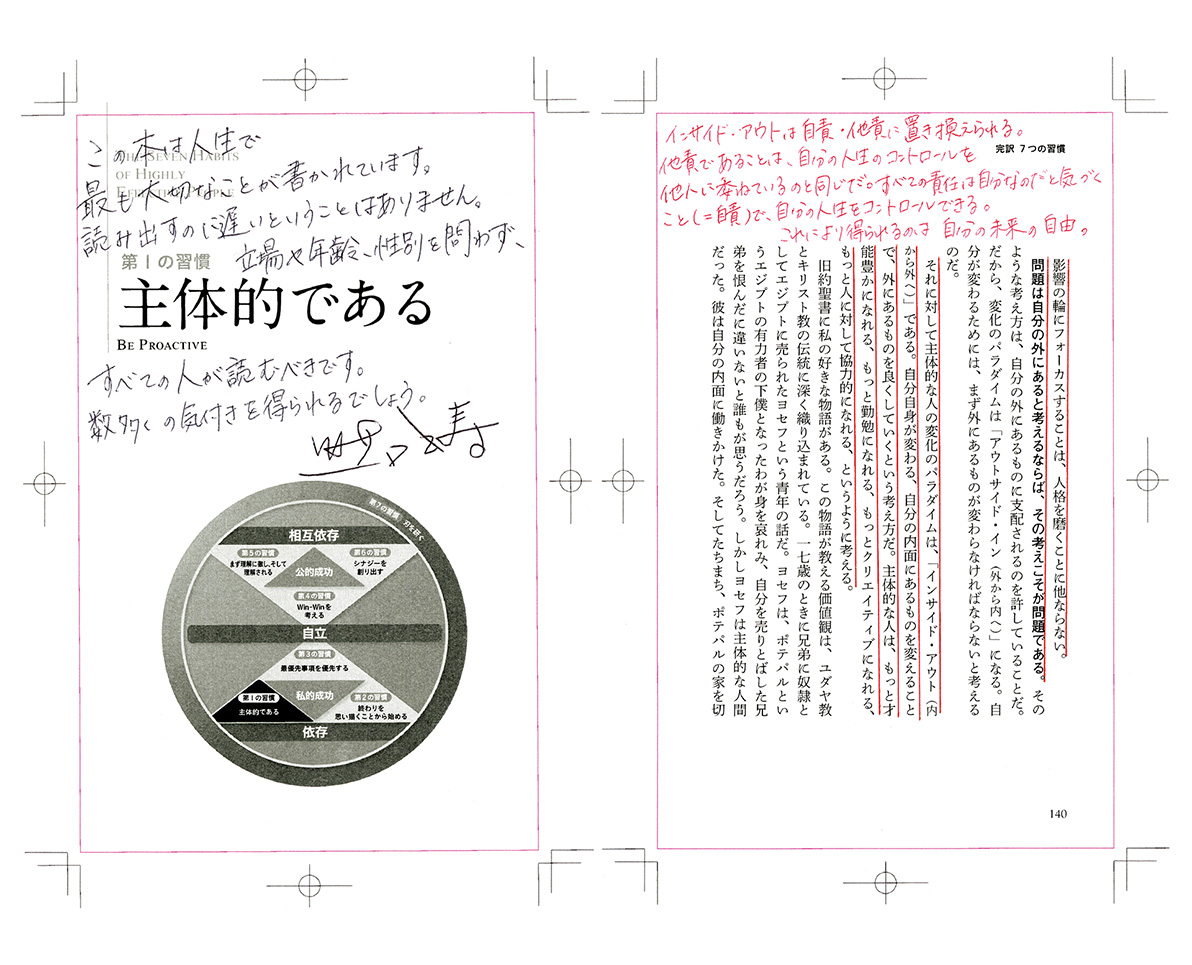 この本は人生で
THE SEVEN HABITS
OF HIGHLY
EFFECTIVE PEOPLE
最も大切なことが書かれています。
読み出すのに遅いということはありません。
立場や年齢、性別を問わず、
第1の習慣
主体的である
BE PROACTIVE
すべての人が読むべきです。
数多くの気付きを得られるでしょう。
第7の習慣 刃を研ぐ
相互依存
第5の習慣
まず理解に徹し、そして
理解される
第6の習慣
シナジーを
創り出す
公的成功
第4の習慣
Win-Winを
考える
自立
第3の習慣
最優先事項を優先する
私的成功
第1の習慣
主体的である
第2の習慣
終わりを
思い描くことから始める
依存
インサイド・アウトは自責・他責に置き換えられる。
完訳 7つの習慣
他責であることは、自分の人生のコントロールを
他人に委ねているのと同じだ。すべての責任は自分なのだと気づく
こと(=自責)で、自分の人生をコントロールできる。
これにより得られるのは 自分の未来の自由。
影響の輪にフォーカスすることは、人格を磨くことに他ならない。
問題は自分の外にあると考えるならば、その考えこそが問題である。その
ような考え方は、自分の外にあるものに支配されるのを許していることだ。
だから、変化のパラダイムは「アウトサイド・イン(外から内へ)」になる。自
分が変わるためには、まず外にあるものが変わらなければならないと考える
のだ。
それに対して主体的な人の変化のパラダイムは、「インサイド・アウト(内
から外へ)」である。自分自身が変わる、自分の内面にあるものを変えること
で、外にあるものを良くしていくという考え方だ。主体的な人は、もっと才
能豊かになれる、もっと勤勉になれる、もっとクリエイティブになれる、
もっと人に対して協力的になれる、というように考える。
旧約聖書に私の好きな物語がある。この物語が教える価値観は、ユダヤ教
とキリスト教の伝統に深く織り込まれている。一七歳のときに兄弟に奴隷と
してエジプトに売られたヨセフという青年の話だ。ヨセフは、ポテパルとい
うエジプトの有力者の下僕となったわが身を哀れみ、自分を売りとばした兄
弟を恨んだに違いないと誰もが思うだろう。しかしヨセフは主体的な人間
だった。彼は自分の内面に働きかけた。そしてたちまち、ポテパルの家を切
140